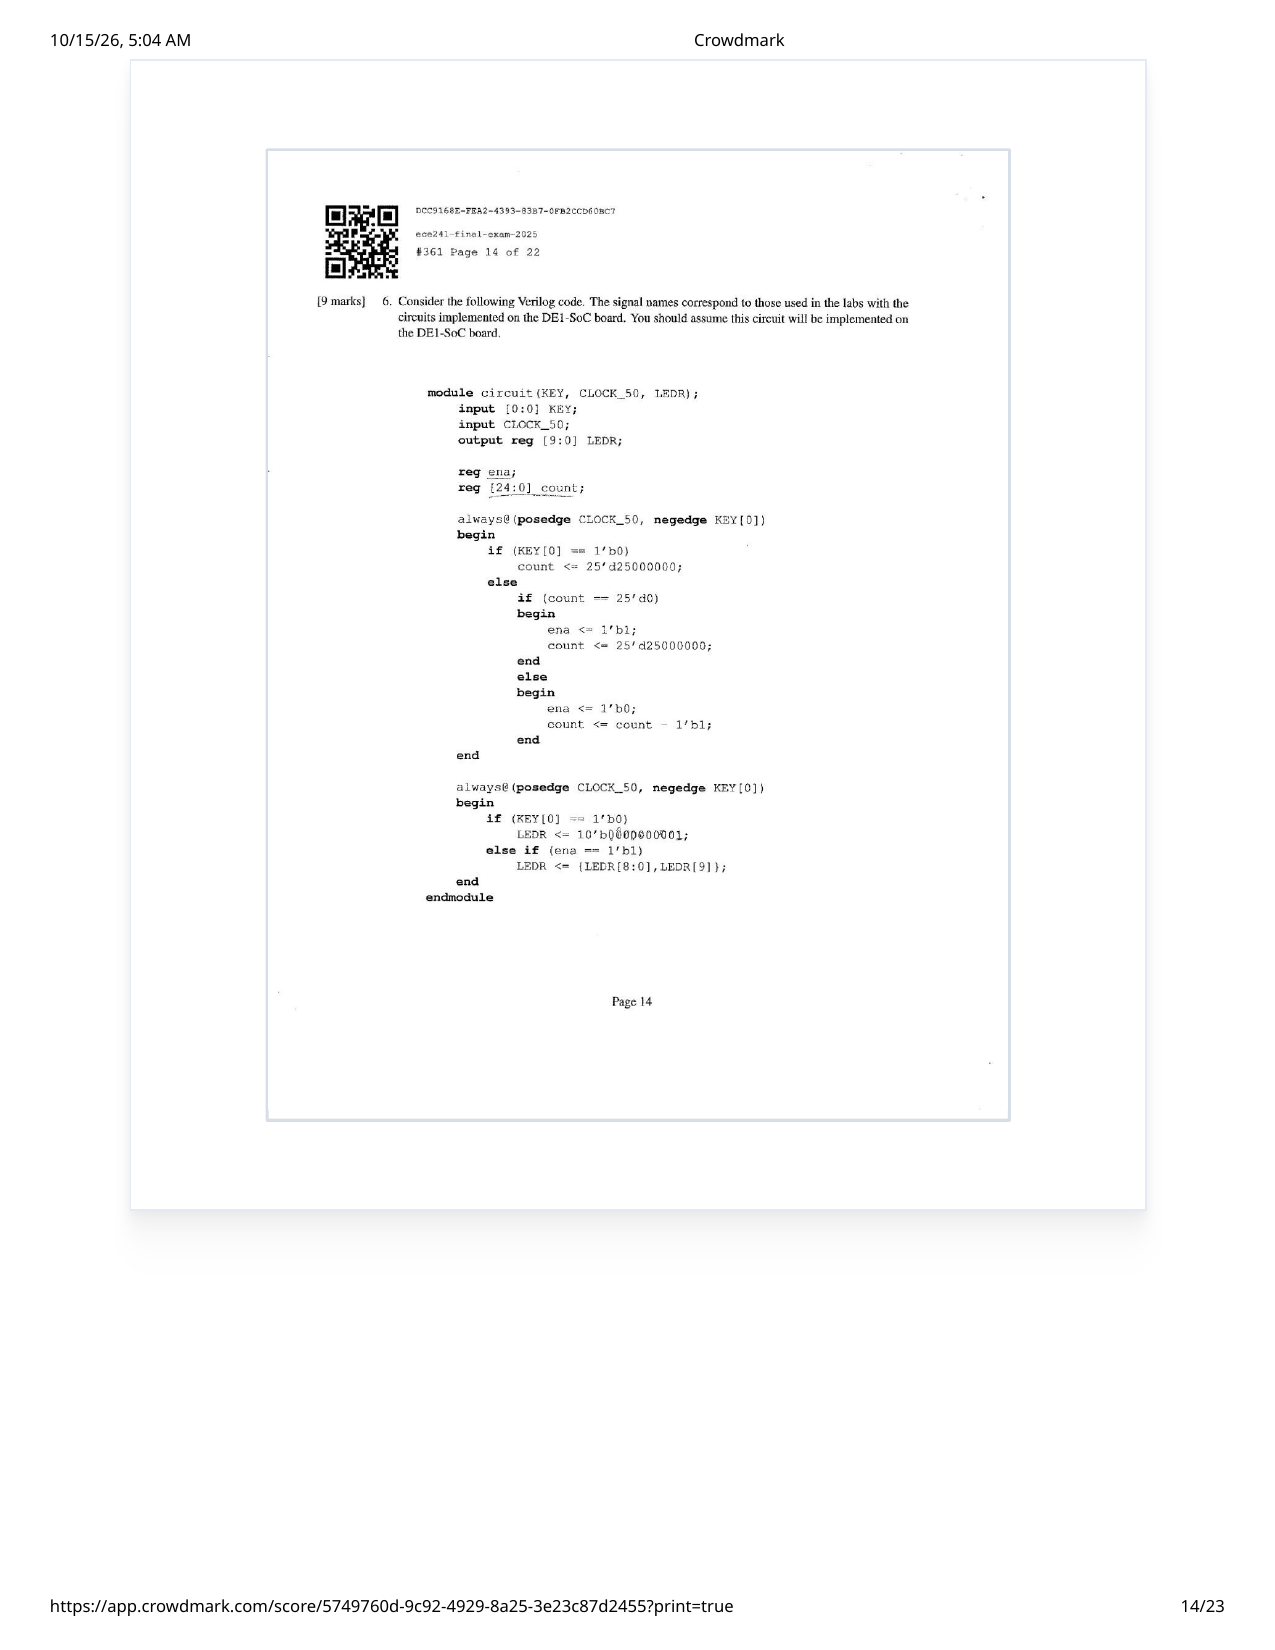 10/15/26, 5:04 AM
Crowdmark
DCC9168E-FEA2-4393-83B7-0FB2CCD60BC7
ece241-final-exam-2025
#361 Page 14 of 22
[9 marks] 6. Consider the following Verilog code. The signal names correspond to those used in the labs with the
circuits implemented on the DE1-SoC board. You should assume this circuit will be implemented on
the DE1-SoC board.
module circuit(KEY, CLOCK_50, LEDR);
input [0:0] KEY;
input CLOCK_50;
output reg [9:0] LEDR;
reg ena;
reg [24:0] count;
always@(posedge CLOCK_50, negedge KEY[0])
begin
if (KEY[0] == 1'b0)
count <= 25'd25000000;
else
if (count == 25'd0)
begin
ena <= 1'b1;
count <= 25'd25000000;
end
else
begin
ena <= 1'b0;
count <= count - 1'b1;
end
end
always@(posedge CLOCK_50, negedge KEY[0])
begin
if (KEY[0] == 1'b0)
LEDR <= 10'b0000000001;
else if (ena == 1'b1)
LEDR <= {LEDR[8:0],LEDR[9]};
end
endmodule
Page 14
https://app.crowdmark.com/score/5749760d-9c92-4929-8a25-3e23c87d2455?print=true
14/23